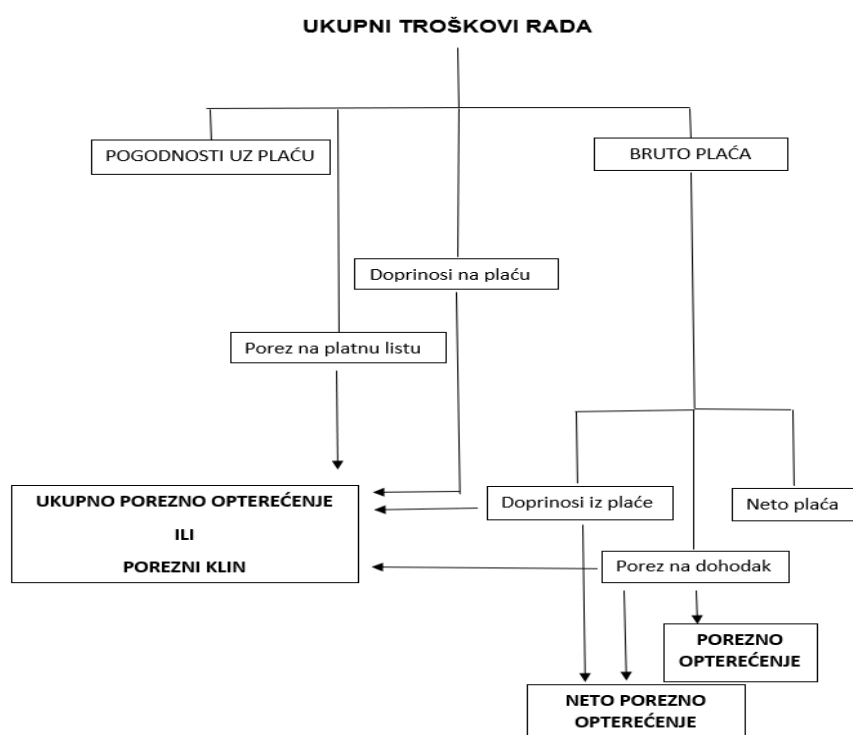 UKUPNI TROŠKOVI RADA
POGODNOSTI UZ PLAĆU
BRUTO PLAĆA
Doprinosi na plaću
Porez na platnu listu
UKUPNO POREZNO OPTEREĆENJE
ILI
POREZNI KLIN
Doprinosi iz plaće
Neto plaća
Porez na dohodak
POREZNO
OPTEREĆENJE
NETO POREZNO
OPTEREĆENJE